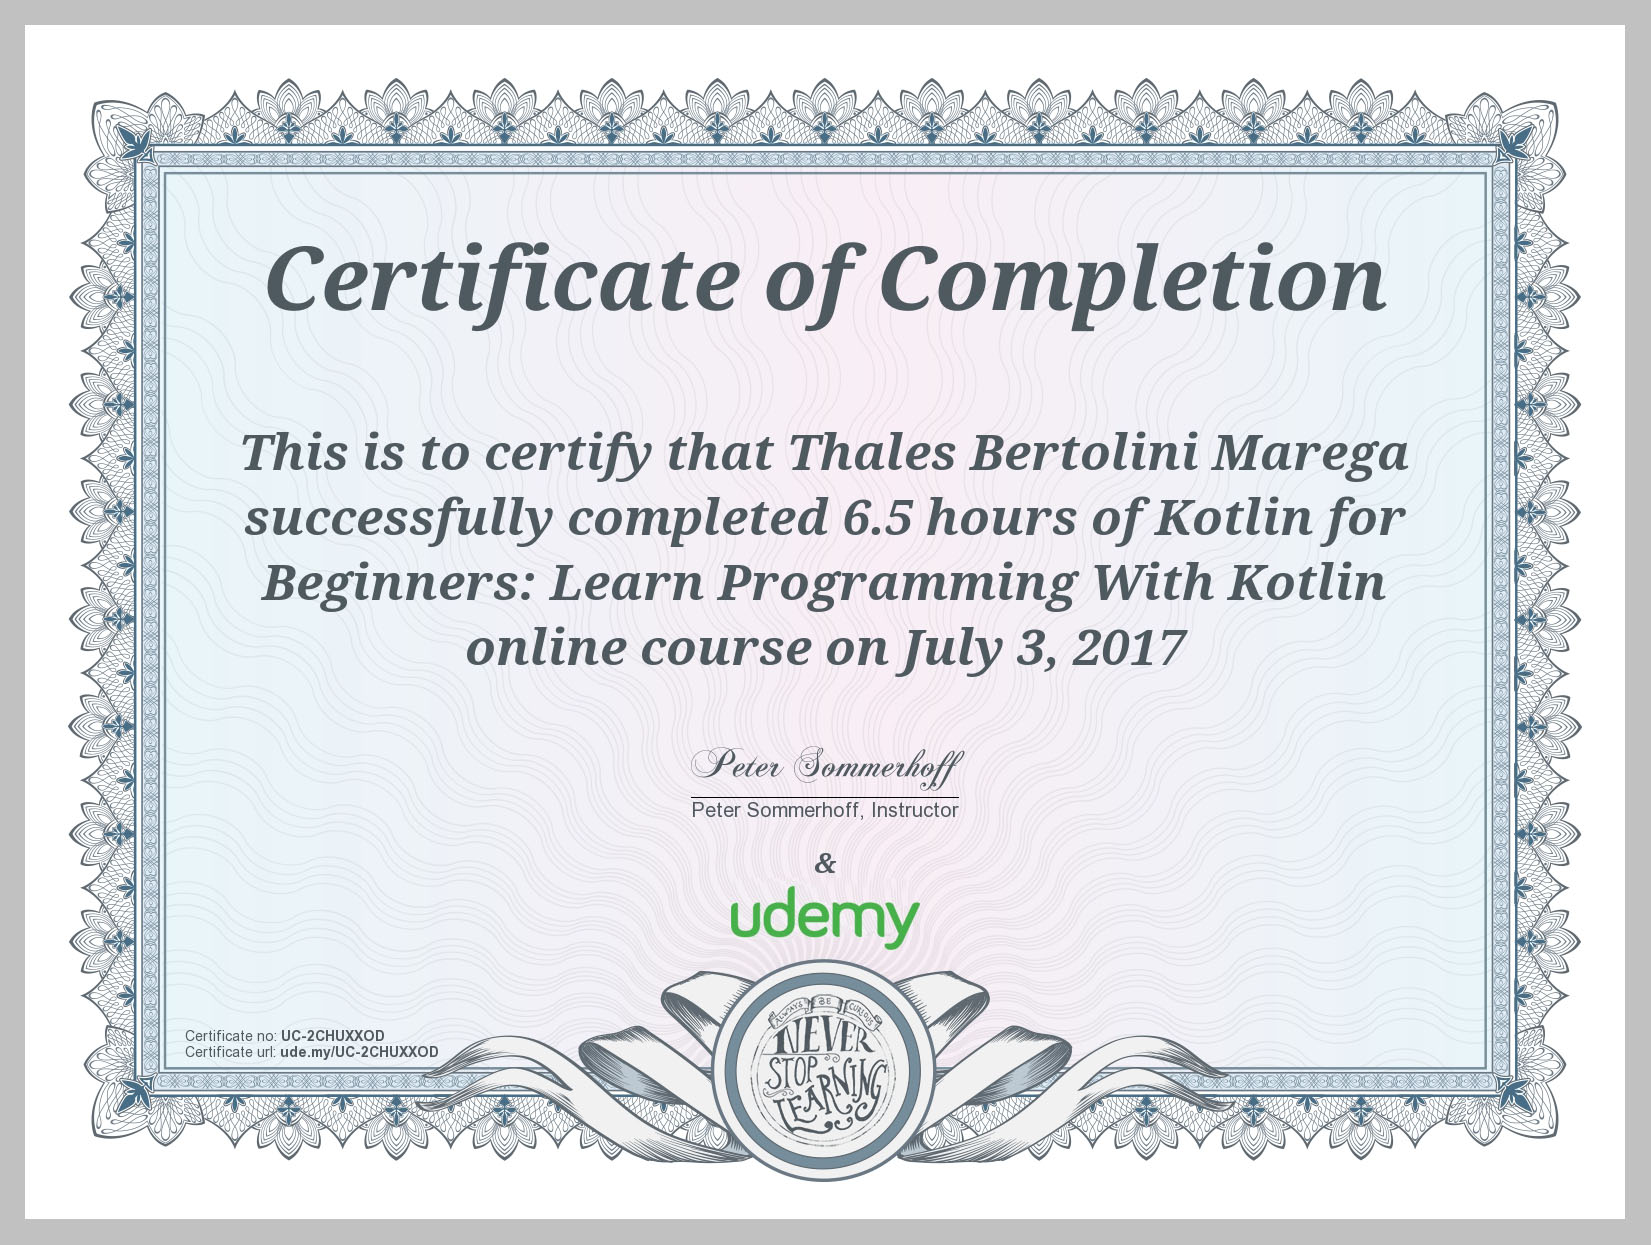 Certificate of Completion
This is to certify that Thales Bertolini Marega
successfully completed 6.5 hours of Kotlin for
Beginners: Learn Programming With Kotlin
online course on July 3, 2017
Peter Sommerhoff
Peter Sommerhoff, Instructor
&
udemy
Certificate no: UC-2CHUXXOD
Certificate url: ude.my/UC-2CHUXXOD
ALWAYS BE CURIOUS
NEVER
STOP
LEARNING